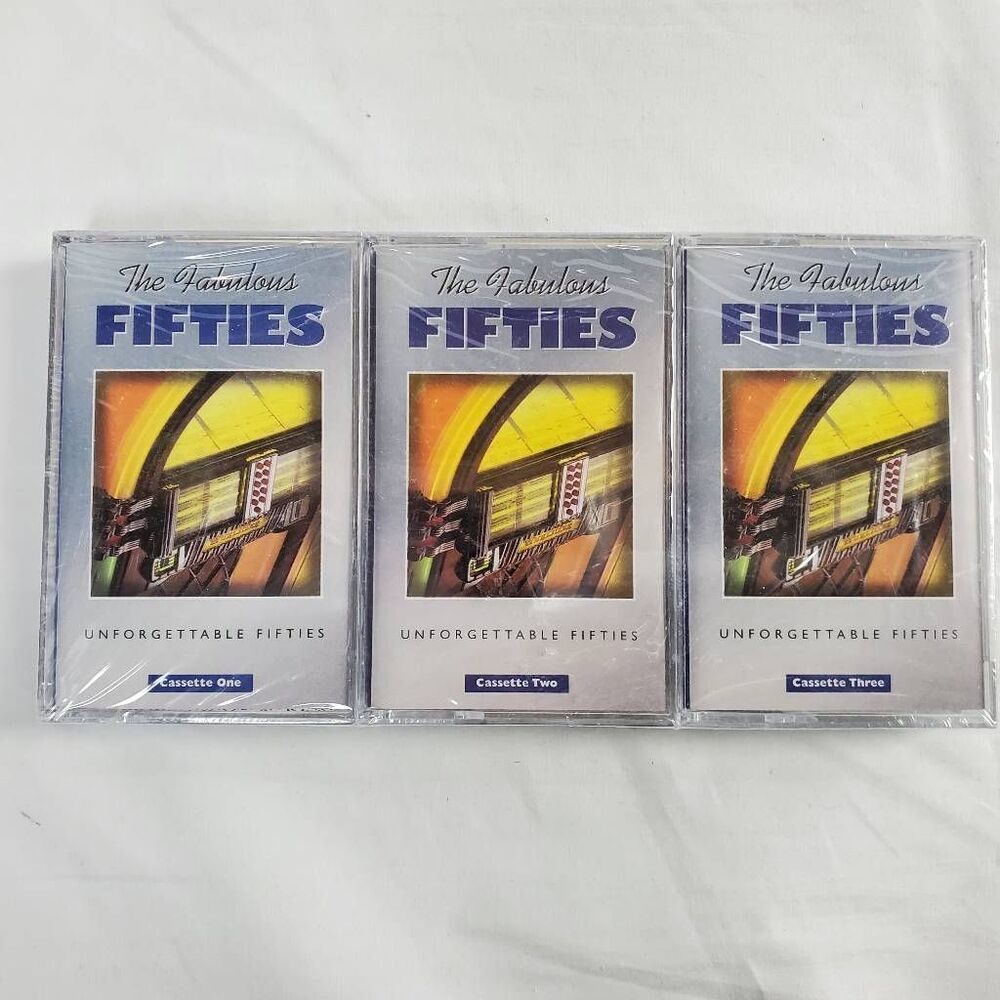 The Fabulous
FIFTIES
UNFORGETTABLE FIFTIES
Cassette One
The Fabulous
FIFTIES
UNFORGETTABLE FIFTIES
Cassette Two
The Fabulous
FIFTIES
UNFORGETTABLE FIFTIES
Cassette Three